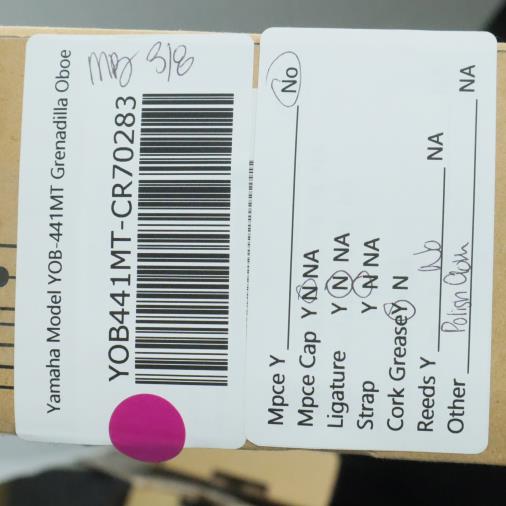 Yamaha Model YOB-441MT Grenadilla Oboe
3/8
YOB441MT-CR70283
Mpce Y No
Mpce Cap Y N NA
Ligature Y N NA
Strap Y N NA
Cork Grease Y N
Reeds Y No NA
Other Polish Cloth NA